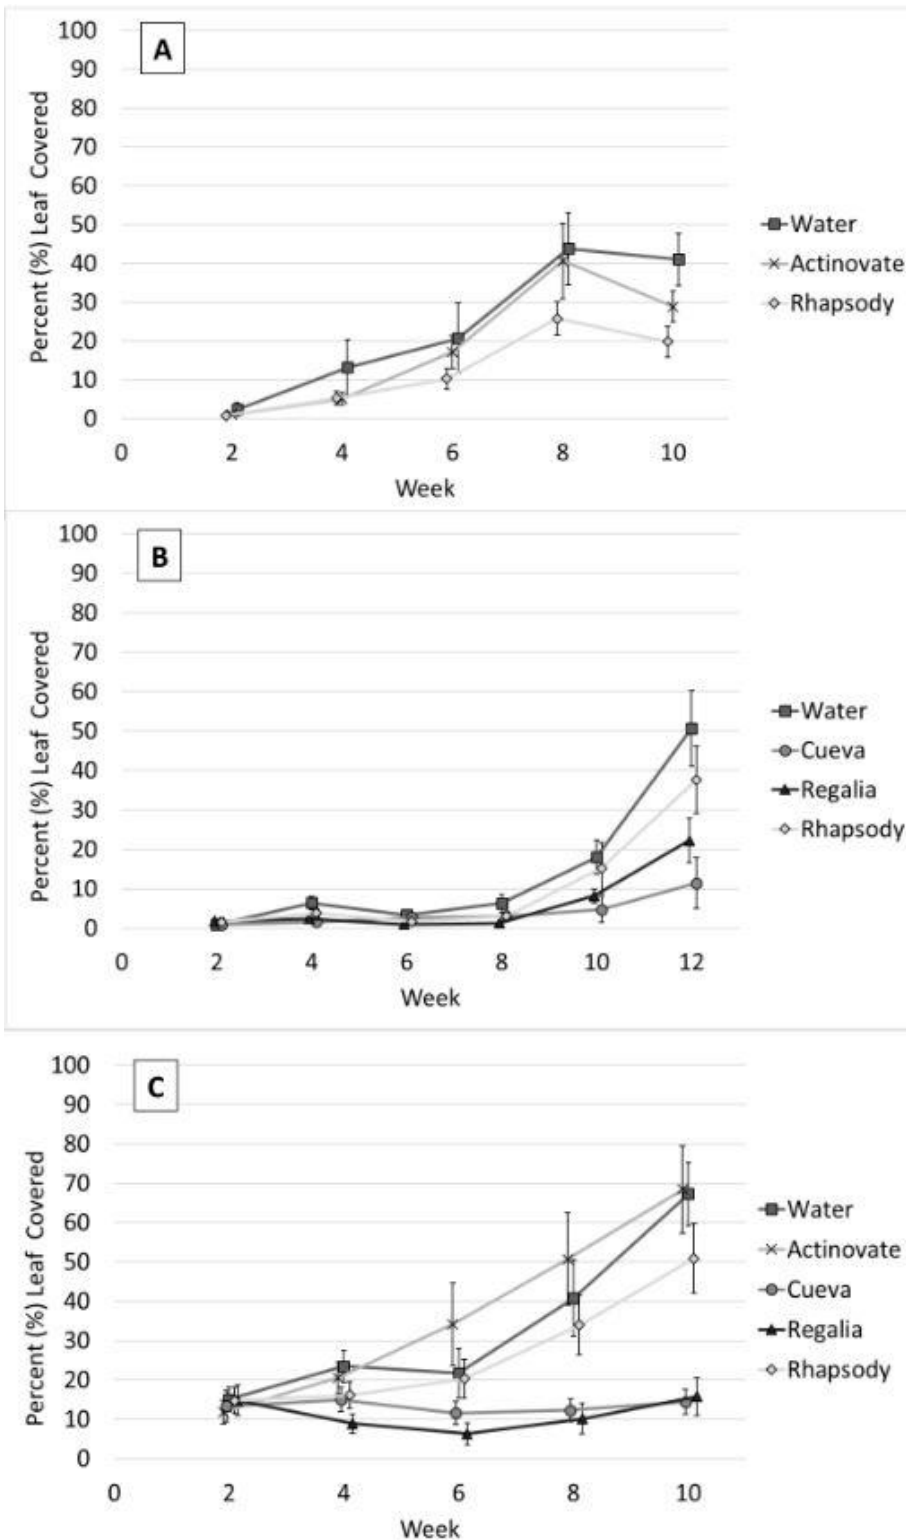 A
Percent (%) Leaf Covered
100
90
80
70
60
50
40
30
20
10
0
0 2 4 6 8 10
Week
Water
Actinovate
Rhapsody
B
Percent (%) Leaf Covered
100
90
80
70
60
50
40
30
20
10
0
0 2 4 6 8 10 12
Week
Water
Cueva
Regalia
Rhapsody
C
Percent (%) Leaf Covered
100
90
80
70
60
50
40
30
20
10
0
0 2 4 6 8 10
Week
Water
Actinovate
Cueva
Regalia
Rhapsody